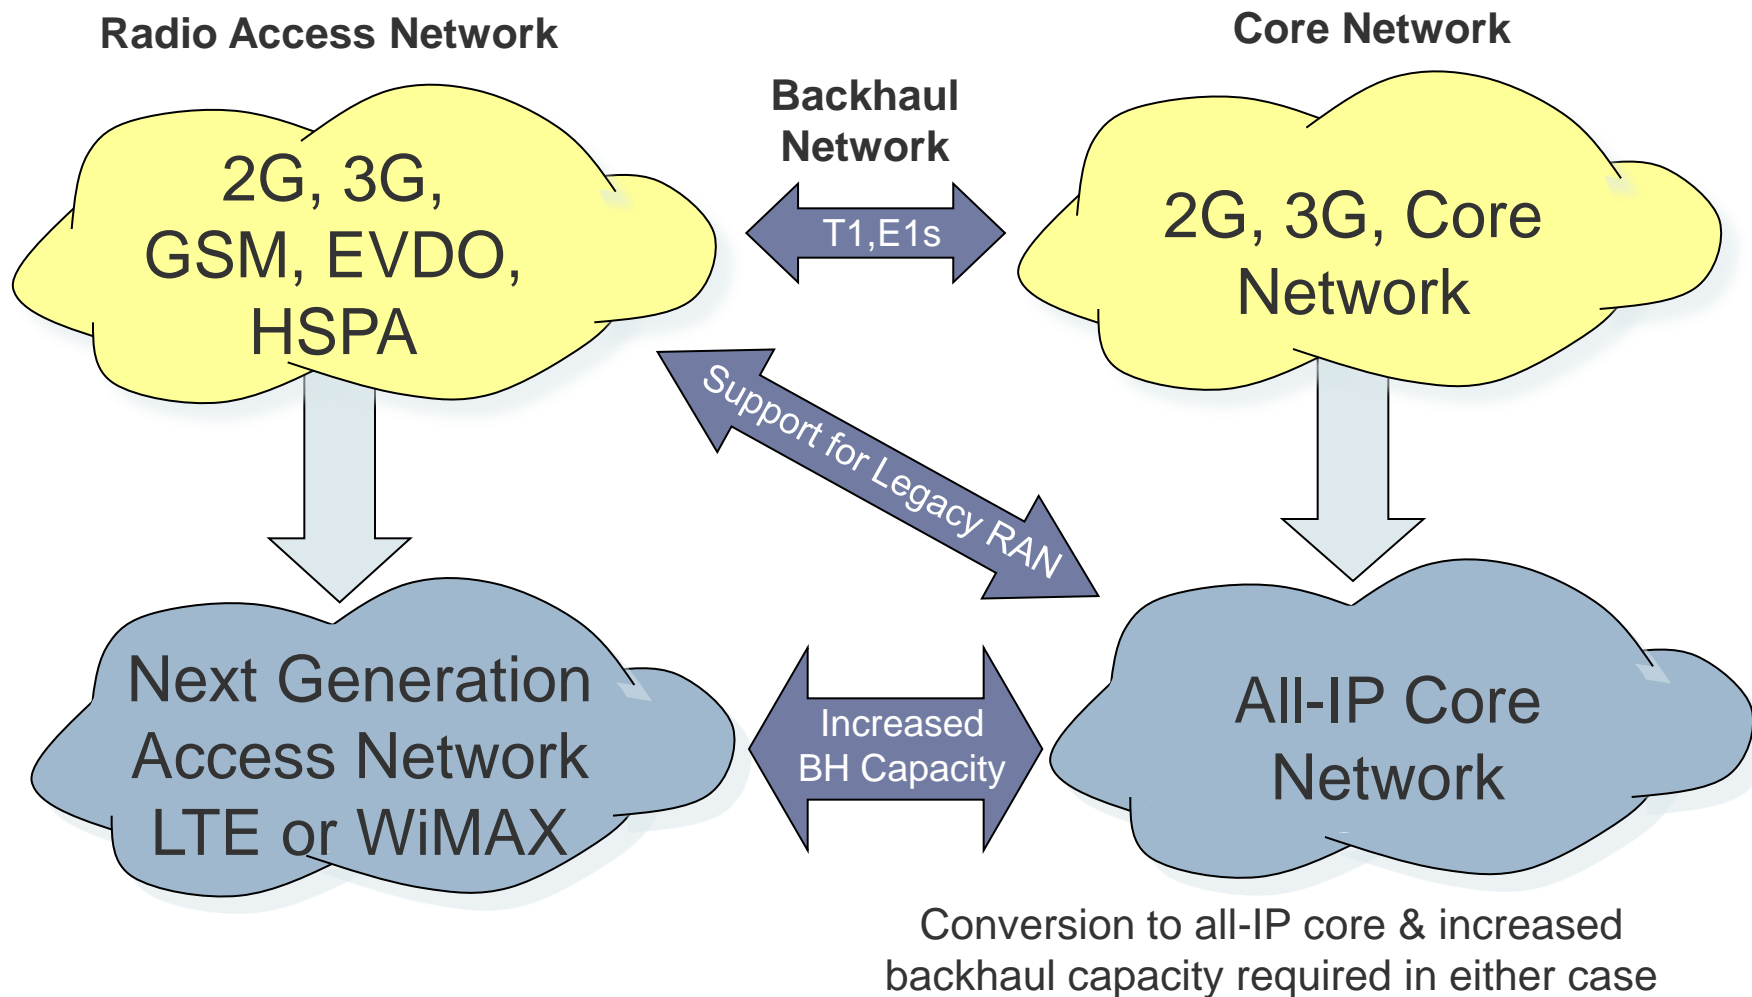 Radio Access Network
Core Network
Backhaul
Network
2G, 3G,
GSM, EVDO,
HSPA
T1,E1s
2G, 3G, Core
Network
Support for Legacy RAN
Next Generation
Access Network
LTE or WiMAX
Increased
BH Capacity
All-IP Core
Network
Conversion to all-IP core & increased
backhaul capacity required in either case